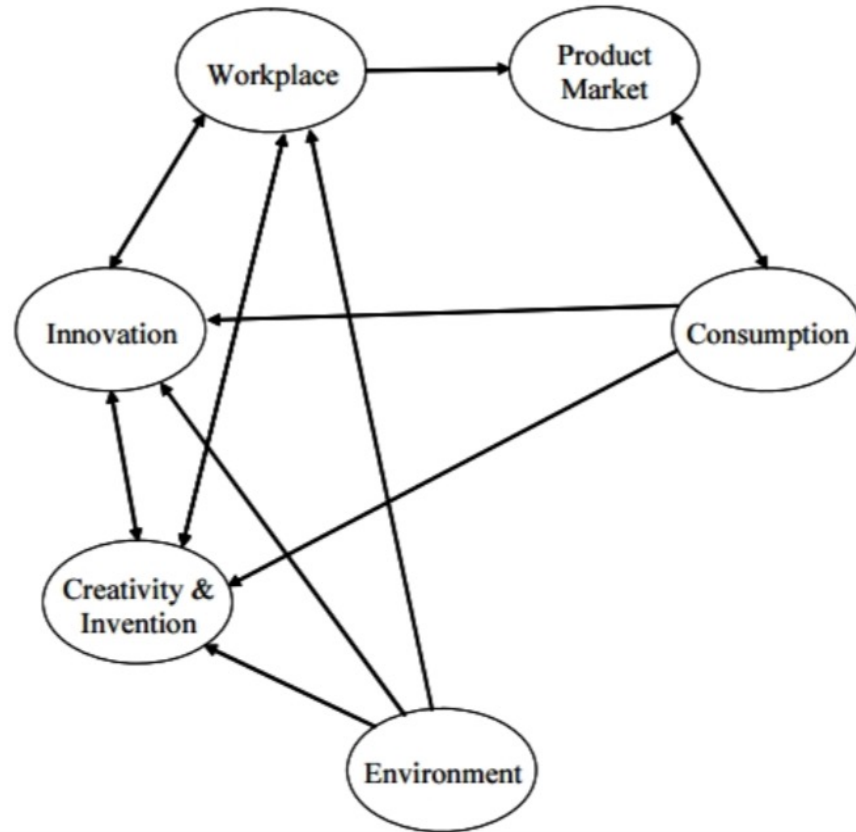 Workplace
Product
Market
Innovation
Consumption
Creativity &
Invention
Environment